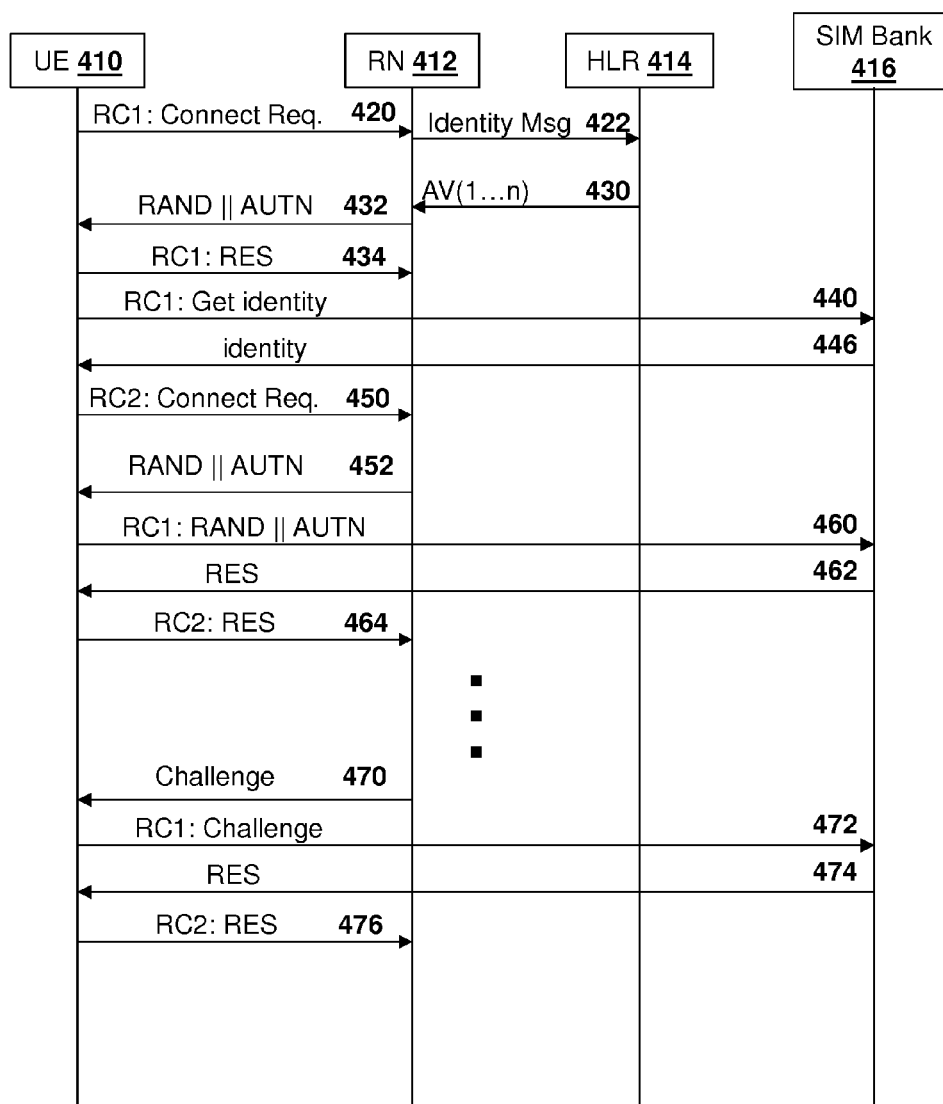 UE 410
RN 412
HLR 414
SIM Bank
416
RC1: Connect Req. 420
Identity Msg 422
AV(1...n) 430
RAND || AUTN 432
RC1: RES 434
RC1: Get identity 440
identity 446
RC2: Connect Req. 450
RAND || AUTN 452
RC1: RAND || AUTN 460
RES 462
RC2: RES 464
Challenge 470
RC1: Challenge 472
RES 474
RC2: RES 476